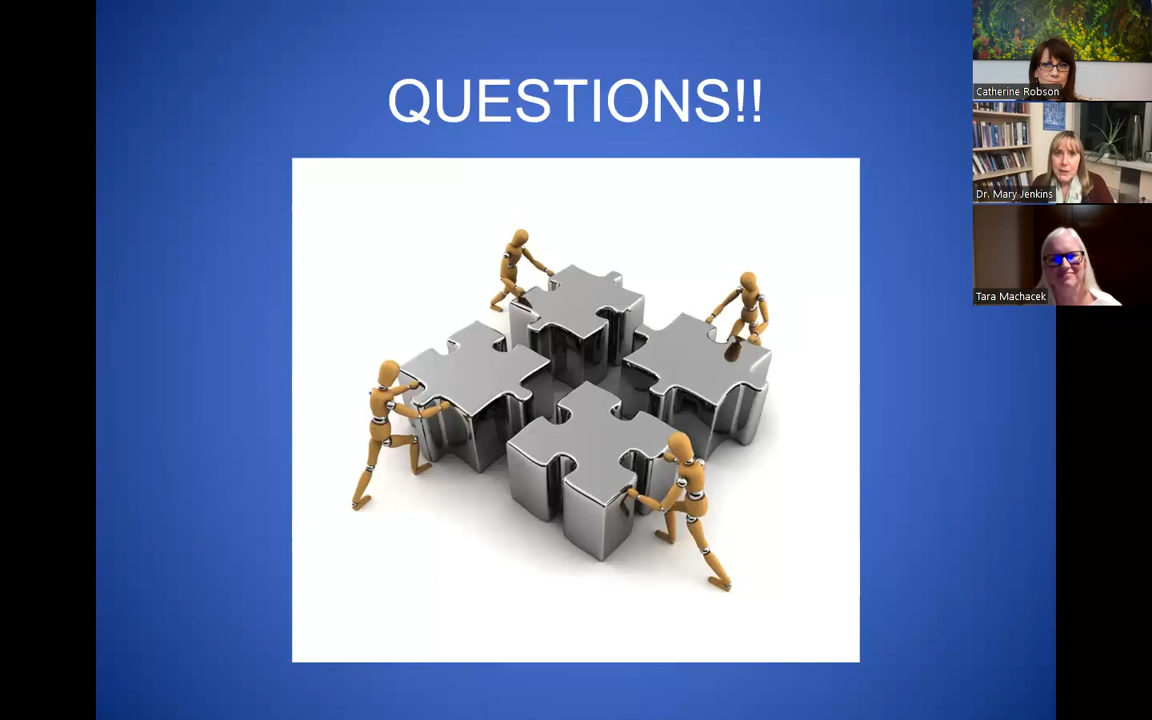 QUESTIONS!!
Catherine Robson
Dr. Mary Jenkins
Tara Machacek